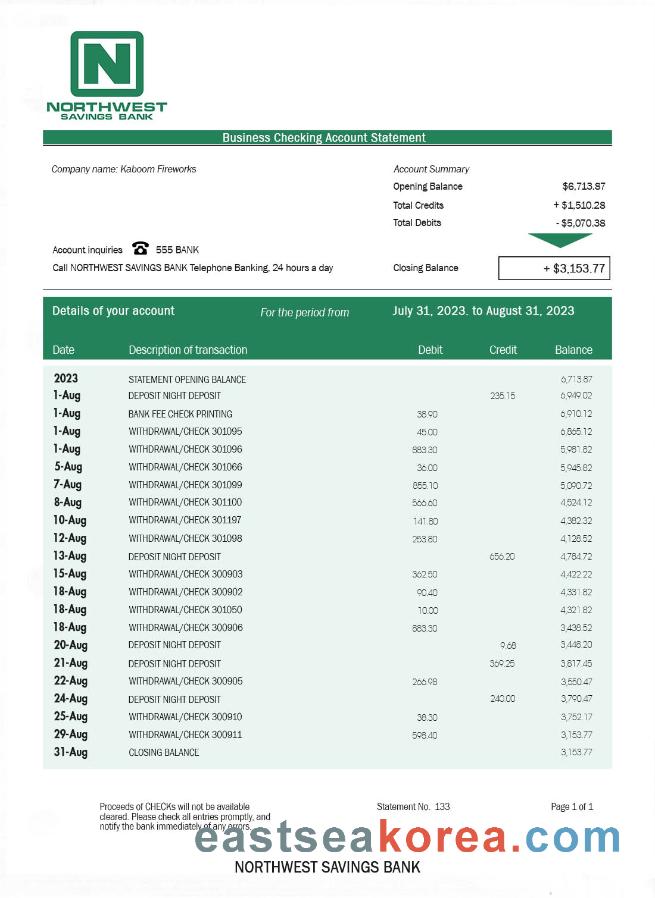 N
NORTHWEST
SAVINGS BANK
Business Checking Account Statement
Company name: Kaboom Fireworks
Account Summary
Opening Balance $6,713.87
Total Credits + $1,510.28
Total Debits - $5,070.38
Account inquiries 555 BANK
Call NORTHWEST SAVINGS BANK Telephone Banking, 24 hours a day
Closing Balance + $3,153.77
Details of your account For the period from July 31, 2023. to August 31, 2023
Date Description of transaction Debit Credit Balance
2023 STATEMENT OPENING BALANCE 6,713.87
1-Aug DEPOSIT NIGHT DEPOSIT 235.15 6,949.02
1-Aug BANK FEE CHECK PRINTING 38.90 6,910.12
1-Aug WITHDRAWAL/CHECK 301095 45.00 6,865.12
1-Aug WITHDRAWAL/CHECK 301096 883.30 5,981.82
5-Aug WITHDRAWAL/CHECK 301066 36.00 5,945.82
7-Aug WITHDRAWAL/CHECK 301099 855.10 5,090.72
8-Aug WITHDRAWAL/CHECK 301100 566.60 4,524.12
10-Aug WITHDRAWAL/CHECK 301197 141.80 4,382.32
12-Aug WITHDRAWAL/CHECK 301098 253.80 4,128.52
13-Aug DEPOSIT NIGHT DEPOSIT 656.20 4,784.72
15-Aug WITHDRAWAL/CHECK 300903 362.50 4,422.22
18-Aug WITHDRAWAL/CHECK 300902 90.40 4,331.82
18-Aug WITHDRAWAL/CHECK 301050 10.00 4,321.82
18-Aug WITHDRAWAL/CHECK 300906 883.30 3,438.52
20-Aug DEPOSIT NIGHT DEPOSIT 9.68 3,448.20
21-Aug DEPOSIT NIGHT DEPOSIT 369.25 3,817.45
22-Aug WITHDRAWAL/CHECK 300905 266.98 3,550.47
24-Aug DEPOSIT NIGHT DEPOSIT 240.00 3,790.47
25-Aug WITHDRAWAL/CHECK 300910 38.30 3,752.17
29-Aug WITHDRAWAL/CHECK 300911 598.40 3,153.77
31-Aug CLOSING BALANCE 3,153.77
Proceeds of CHECKs will not be available
cleared. Please check all entries promptly, and
notify the bank immediately of any errors.
Statement No. 133
Page 1 of 1
eastseakorea.com
NORTHWEST SAVINGS BANK